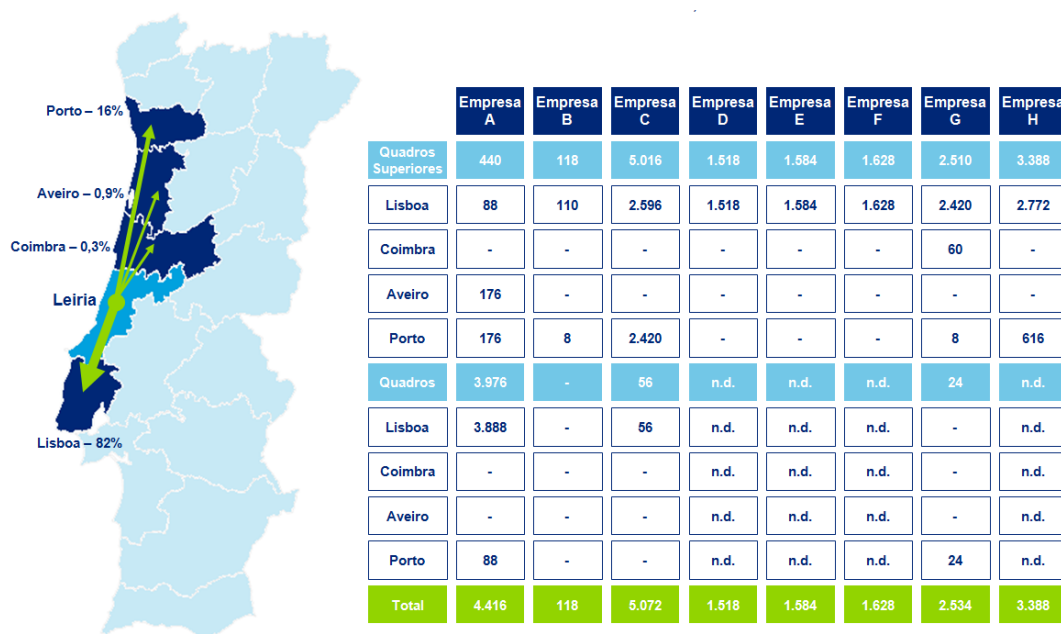 Porto – 16%
Aveiro – 0,9%
Coimbra – 0,3%
Leiria
Lisboa – 82%
Empresa A Empresa B Empresa C Empresa D Empresa E Empresa F Empresa G Empresa H
Quadros Superiores 440 118 5.016 1.518 1.584 1.628 2.510 3.388
Lisboa 88 110 2.596 1.518 1.584 1.628 2.420 2.772
Coimbra - - - - - - 60 -
Aveiro 176 - - - - - - -
Porto 176 8 2.420 - - - 8 616
Quadros 3.976 - 56 n.d. n.d. n.d. 24 n.d.
Lisboa 3.888 - 56 n.d. n.d. n.d. - n.d.
Coimbra - - - n.d. n.d. n.d. - n.d.
Aveiro - - - n.d. n.d. n.d. - n.d.
Porto 88 - - n.d. n.d. n.d. 24 n.d.
Total 4.416 118 5.072 1.518 1.584 1.628 2.534 3.388